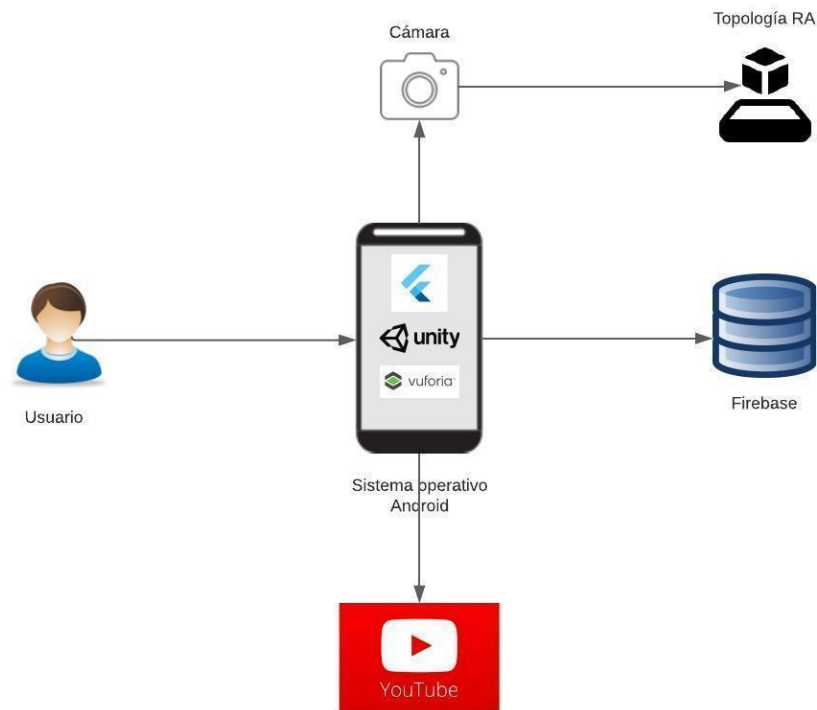 Topología RA
Cámara
unity
vuforia
Usuario
Firebase
Sistema operativo
Android
YouTube